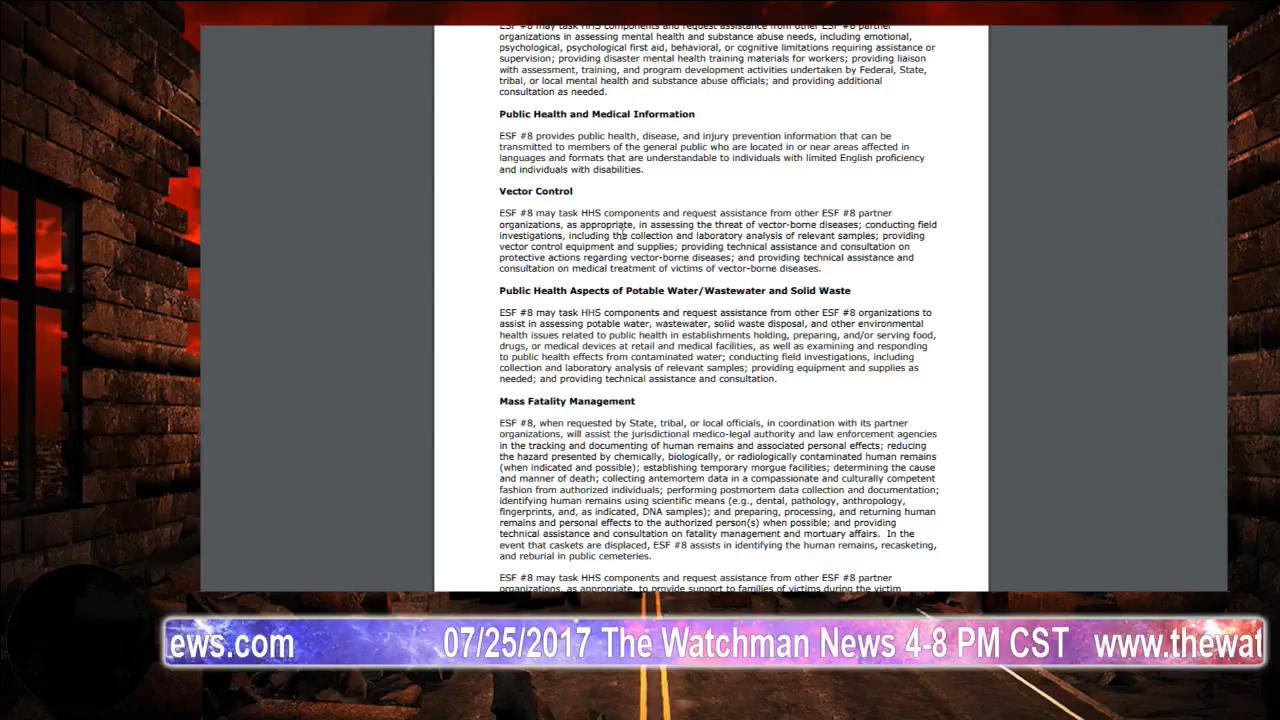 ESF #8 may task HHS components and request assistance from other ESF #8 partner
organizations in assessing mental health and substance abuse needs, including emotional,
psychological, psychological first aid, behavioral, or cognitive limitations requiring assistance or
supervision; providing disaster mental health training materials for workers; providing liaison
with assessment, training, and program development activities undertaken by Federal, State,
tribal, or local mental health and substance abuse officials; and providing additional
consultation as needed.
Public Health and Medical Information
ESF #8 provides public health, disease, and injury prevention information that can be
transmitted to members of the general public who are located in or near areas affected in
languages and formats that are understandable to individuals with limited English proficiency
and individuals with disabilities.
Vector Control
ESF #8 may task HHS components and request assistance from other ESF #8 partner
organizations, as appropriate, in assessing the threat of vector-borne diseases; conducting field
investigations, including the collection and laboratory analysis of relevant samples; providing
vector control equipment and supplies; providing technical assistance and consultation on
protective actions regarding vector-borne diseases; and providing technical assistance and
consultation on medical treatment of victims of vector-borne diseases.
Public Health Aspects of Potable Water/Wastewater and Solid Waste
ESF #8 may task HHS components and request assistance from other ESF #8 organizations to
assist in assessing potable water, wastewater, solid waste disposal, and other environmental
health issues related to public health in establishments holding, preparing, and/or serving food,
drugs, or medical devices at retail and medical facilities, as well as examining and responding
to public health effects from contaminated water; conducting field investigations, including
collection and laboratory analysis of relevant samples; providing equipment and supplies as
needed; and providing technical assistance and consultation.
Mass Fatality Management
ESF #8, when requested by State, tribal, or local officials, in coordination with its partner
organizations, will assist the jurisdictional medico-legal authority and law enforcement agencies
in the tracking and documenting of human remains and associated personal effects; reducing
the hazard presented by chemically, biologically, or radiologically contaminated human remains
(when indicated and possible); establishing temporary morgue facilities; determining the cause
and manner of death; collecting antemortem data in a compassionate and culturally competent
fashion from authorized individuals; performing postmortem data collection and documentation;
identifying human remains using scientific means (e.g., dental, pathology, anthropology,
fingerprints, and, as indicated, DNA samples); and preparing, processing, and returning human
remains and personal effects to the authorized person(s) when possible; and providing
technical assistance and consultation on fatality management and mortuary affairs. In the
event that caskets are displaced, ESF #8 assists in identifying the human remains, recasketing,
and reburial in public cemeteries.
ESF #8 may task HHS components and request assistance from other ESF #8 partner
organizations, as appropriate, to provide support to families of victims during the victim
ews.com 07/25/2017 The Watchman News 4-8 PM CST www.thewat